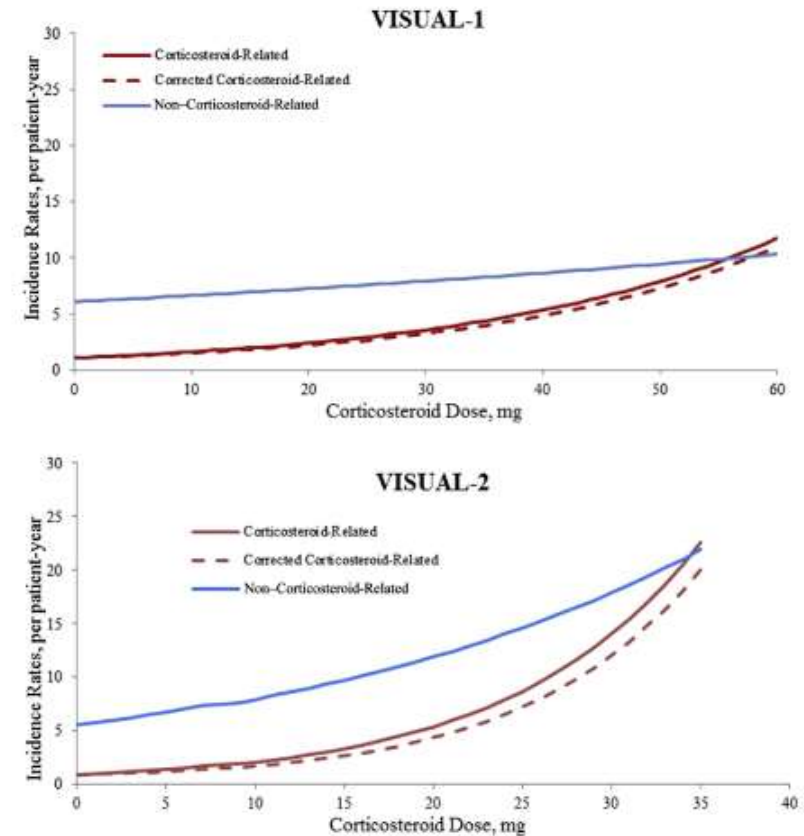 VISUAL-1
Incidence Rates, per patient-year
30
25
20
15
10
5
0
Corticosteroid-Related
Corrected Corticosteroid-Related
Non-Corticosteroid-Related
0 10 20 30 40 50 60
Corticosteroid Dose, mg
VISUAL-2
Incidence Rates, per patient-year
30
25
20
15
10
5
0
Corticosteroid-Related
Corrected Corticosteroid-Related
Non-Corticosteroid-Related
0 5 10 15 20 25 30 35 40
Corticosteroid Dose, mg